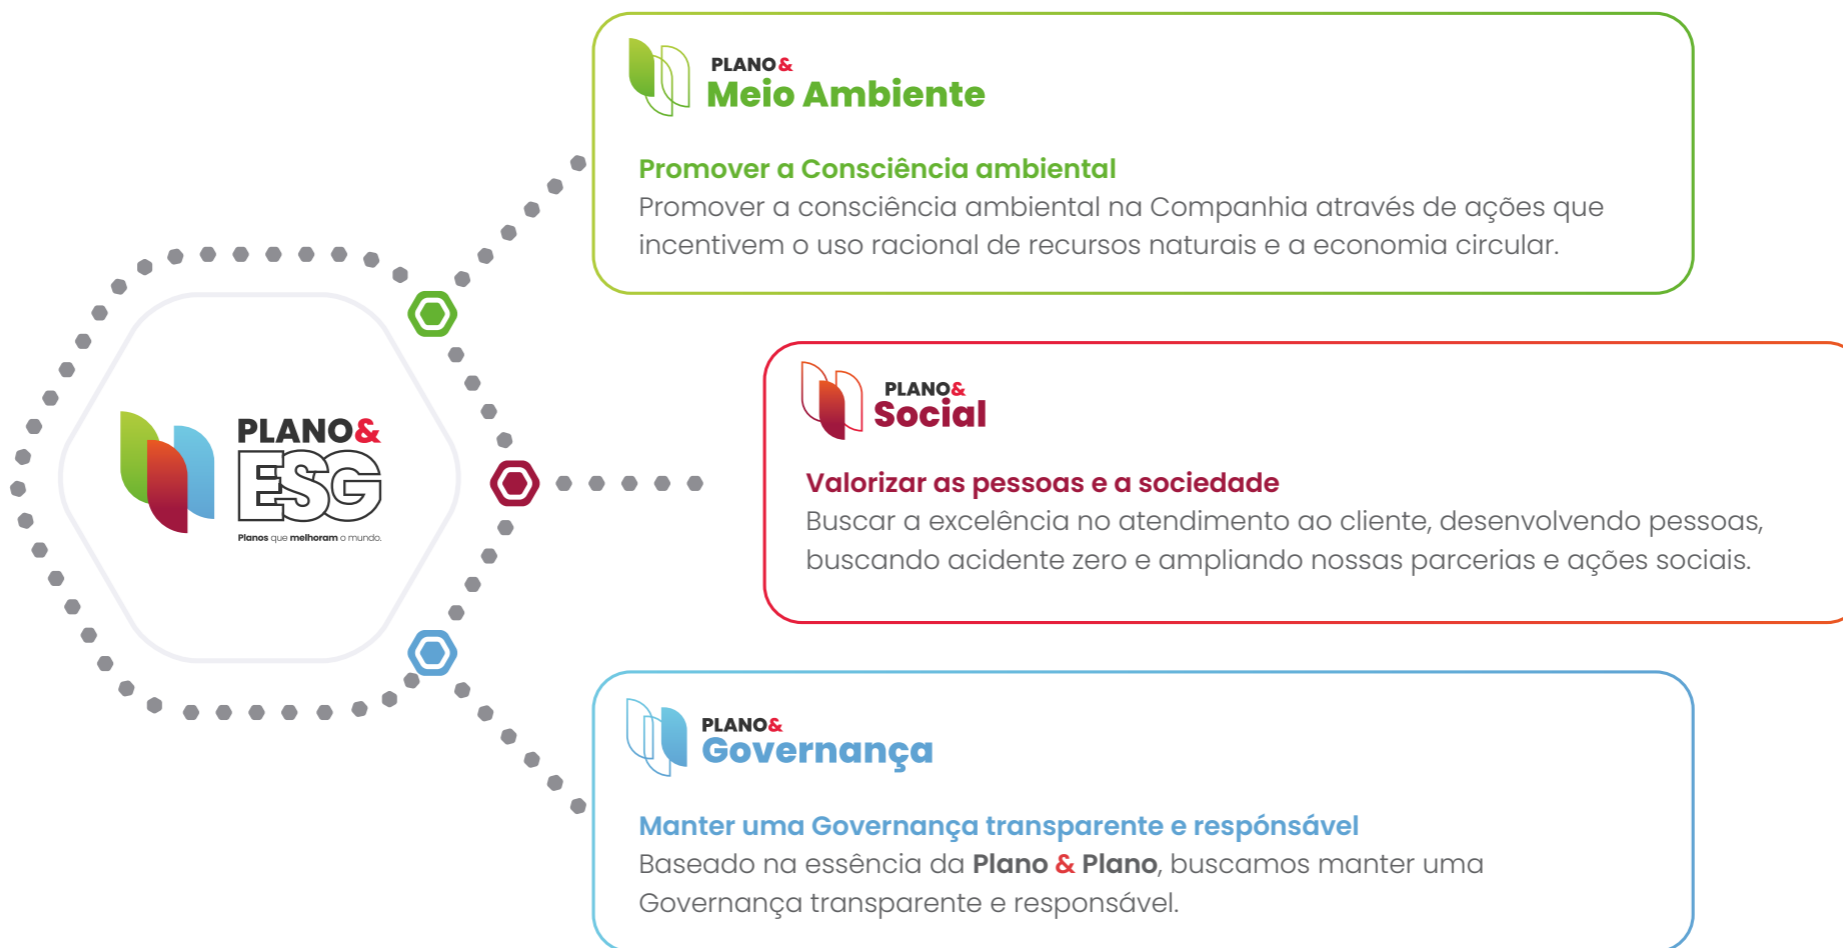 PLANO&
Meio Ambiente
Promover a Consciência ambiental
Promover a consciência ambiental na Companhia através de ações que
incentivem o uso racional de recursos naturais e a economia circular.
PLANO&
ESG
Planos que melhoram o mundo.
PLANO&
Social
Valorizar as pessoas e a sociedade
Buscar a excelência no atendimento ao cliente, desenvolvendo pessoas,
buscando acidente zero e ampliando nossas parcerias e ações sociais.
PLANO&
Governança
Manter uma Governança transparente e respónsável
Baseado na essência da Plano & Plano, buscamos manter uma
Governança transparente e responsável.